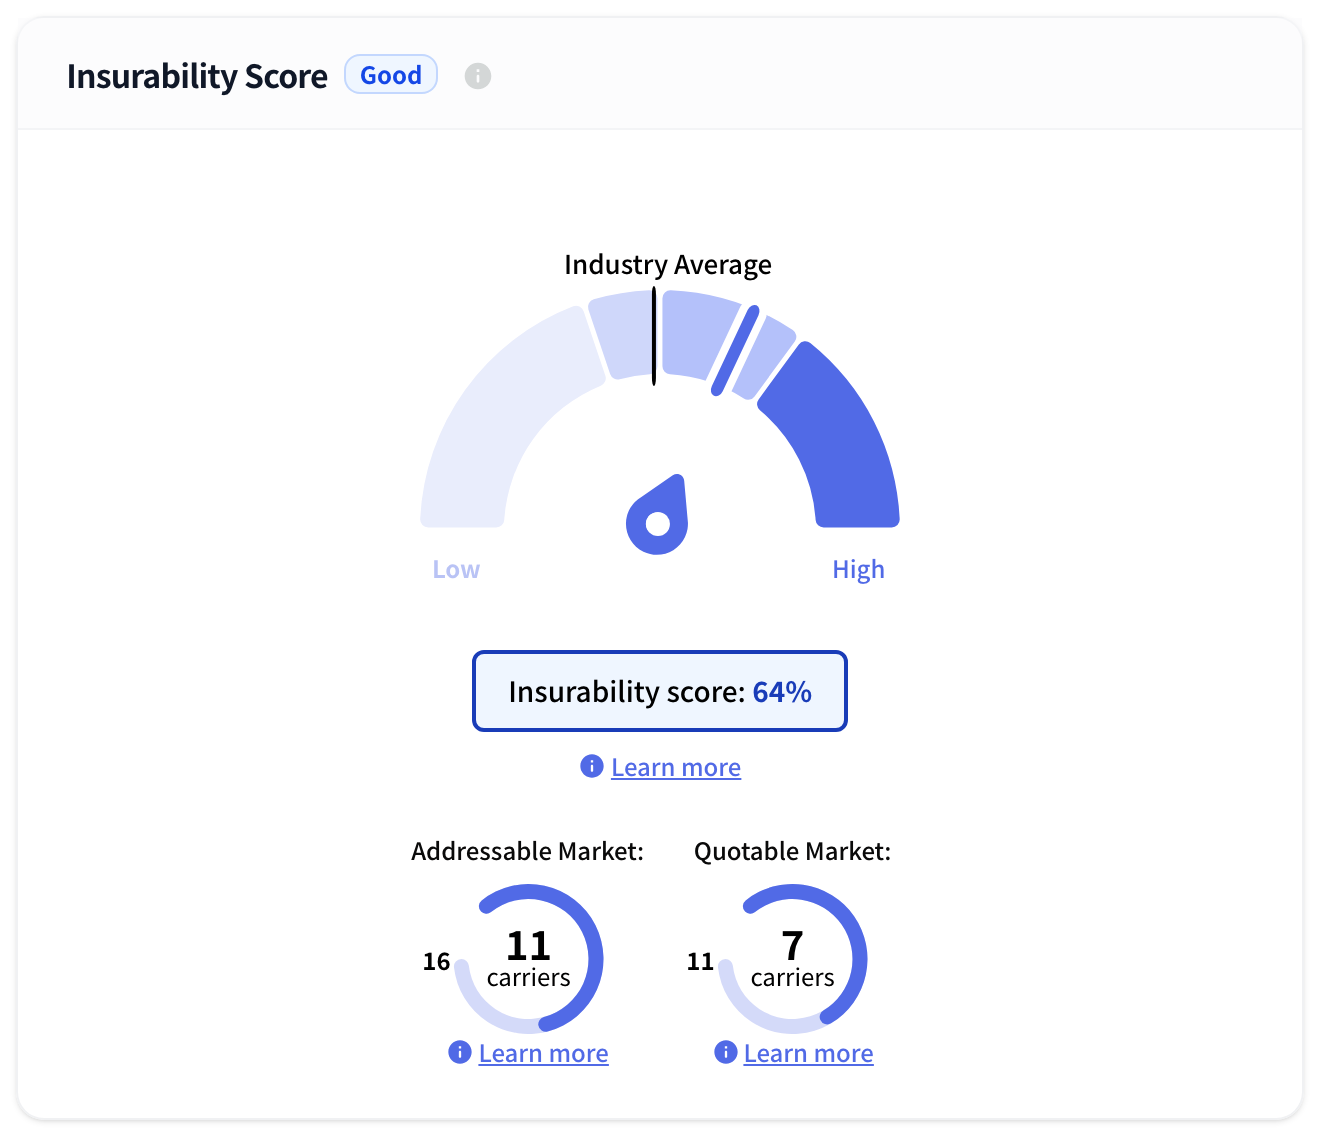 Insurability Score Good
Industry Average
Low High
Insurability score: 64%
Learn more
Addressable Market: Quotable Market:
16 11 carriers
11 7 carriers
Learn more Learn more